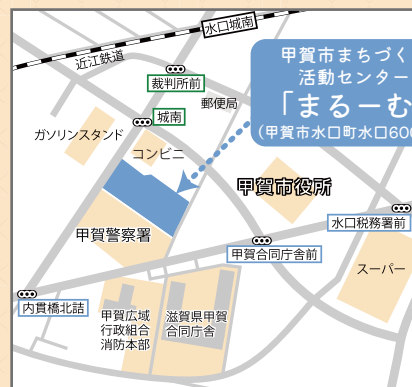 水口城南
近江鉄道
甲賀市まちづく
活動センター
「まるーむ
(甲賀市水口町水口600
裁判所前
郵便局
城南
ガソリンスタンド
コンビニ
甲賀市役所
水口税務署前
甲賀警察署
甲賀合同庁舎前
スーパー
内貫橋北詰
甲賀広域
行政組合
消防本部
滋賀県甲賀
合同庁舎